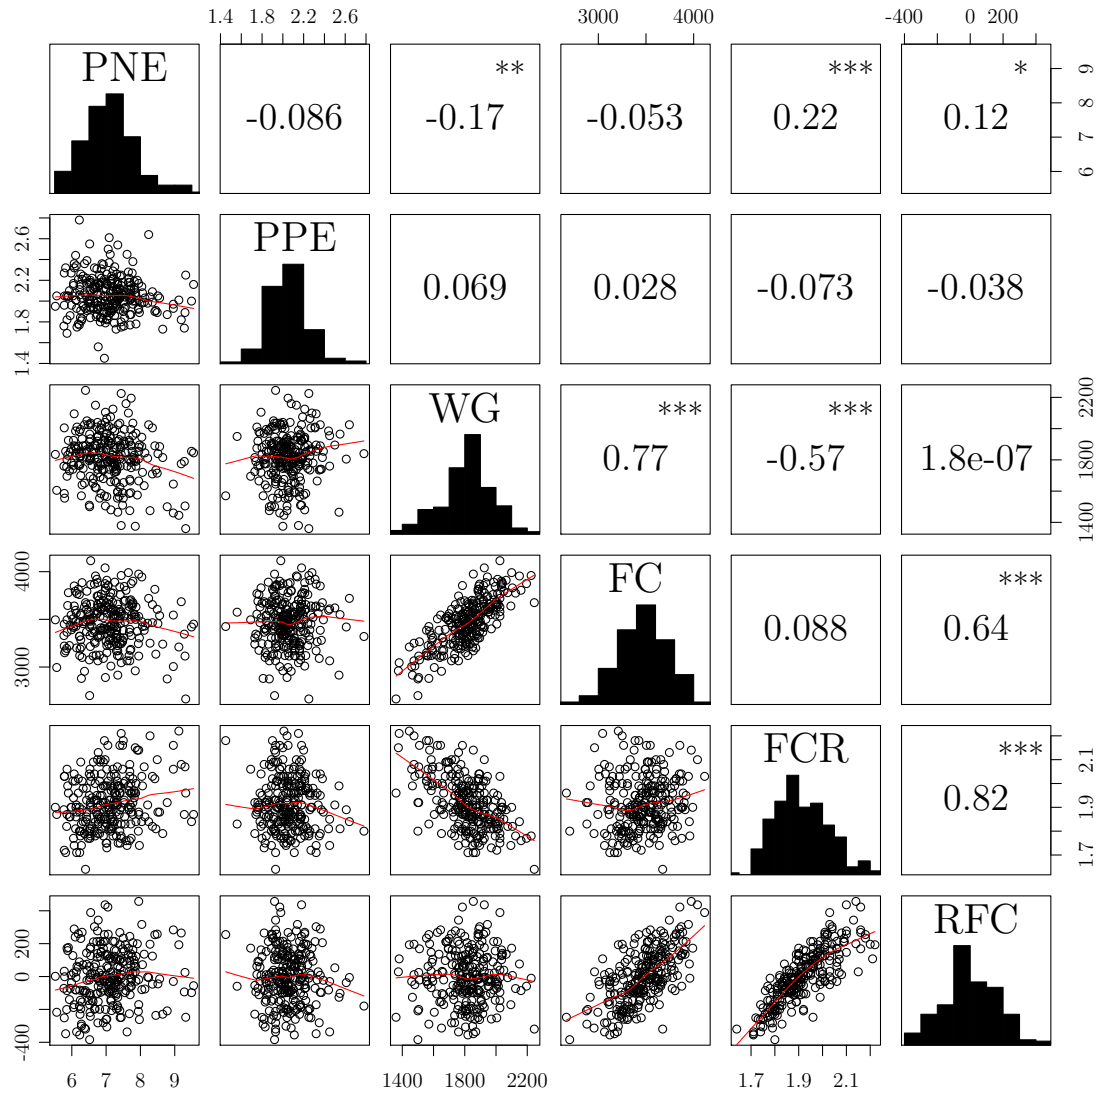 1.4 1.8 2.2 2.6 3000 4000 -400 0 200
PNE ** *** *
-0.086 -0.17 -0.053 0.22 0.12
6 7 8 9
PPE
0.069 0.028 -0.073 -0.038
1.4 1.8 2.2 2.6
WG *** ***
0.77 -0.57 1.8e-07
1400 1800 2200
FC ***
0.088 0.64
3000 4000
FCR ***
0.82
1.7 1.9 2.1
RFC
-400 0 200
6 7 8 9 1400 1800 2200 1.7 1.9 2.1